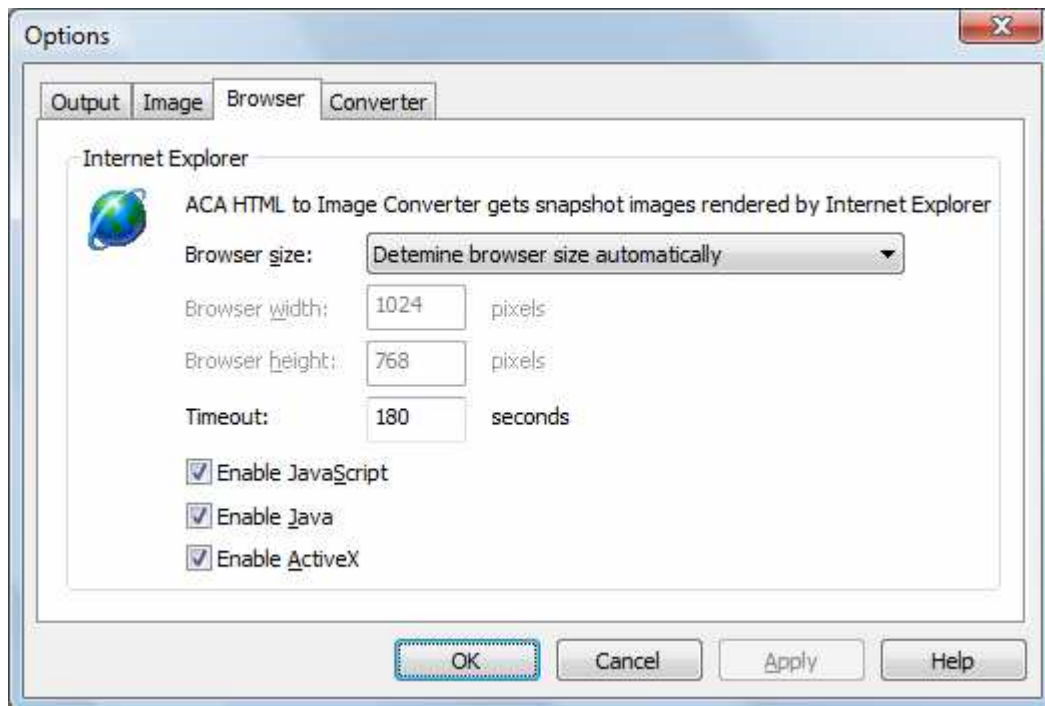 Options
Output Image Browser Converter
Internet Explorer
ACA HTML to Image Converter gets snapshot images rendered by Internet Explorer
Browser size: Detemine browser size automatically
Browser width: 1024 pixels
Browser height: 768 pixels
Timeout: 180 seconds
Enable JavaScript
Enable Java
Enable ActiveX
OK Cancel Apply Help